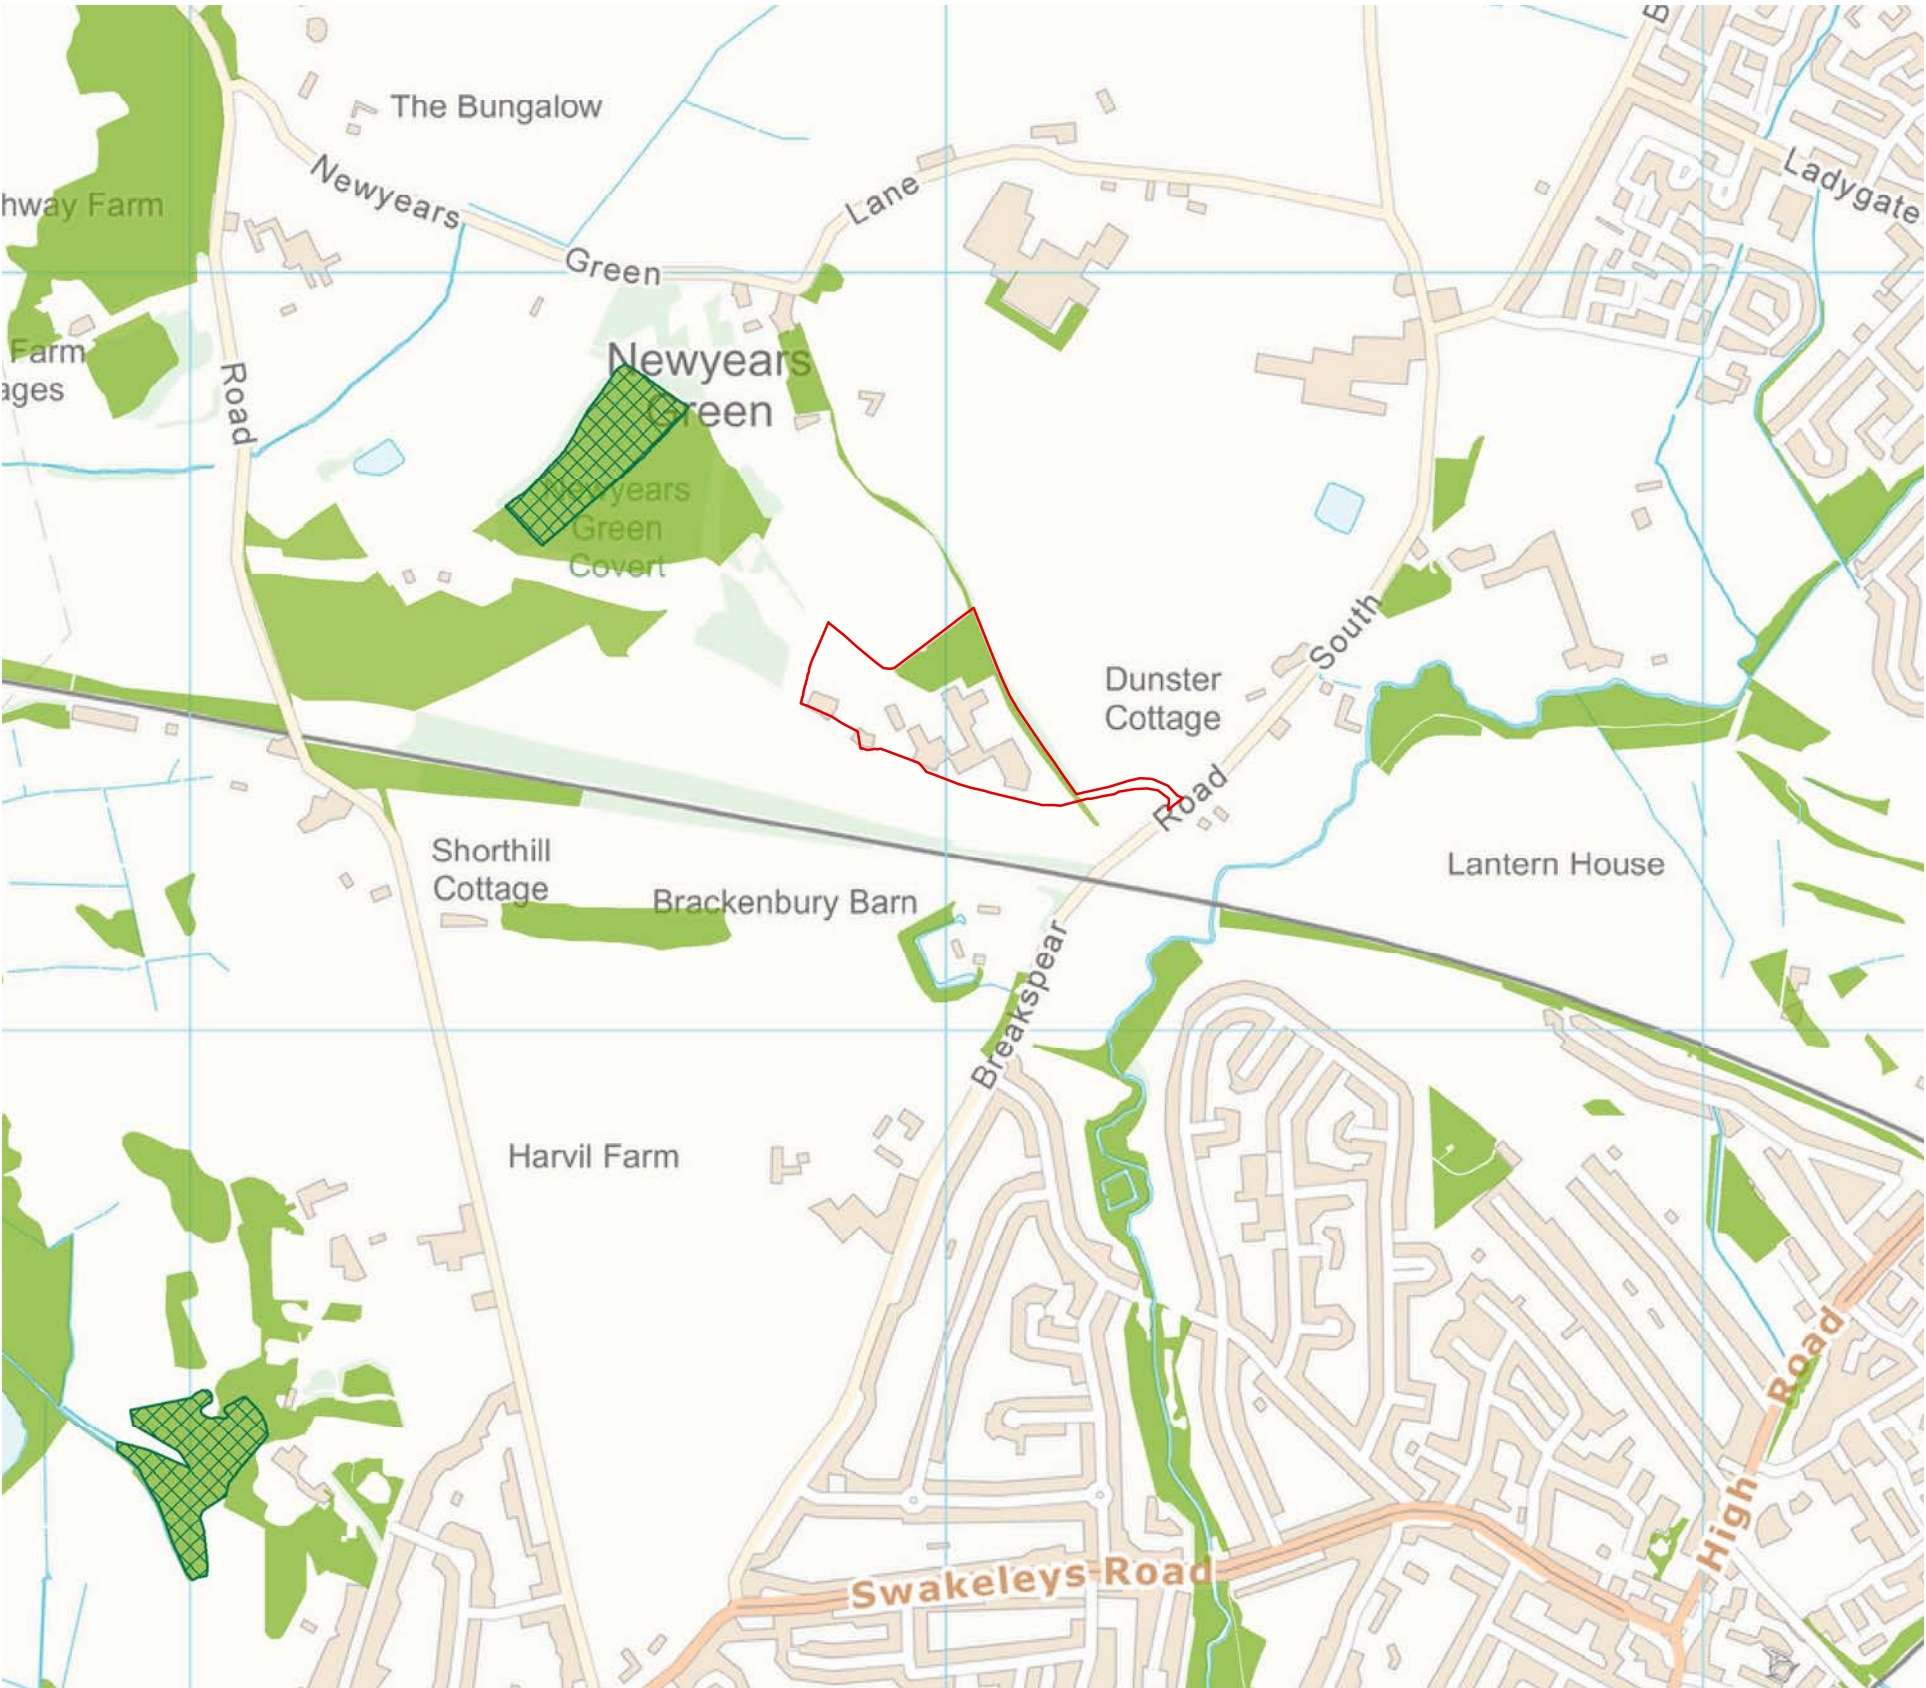 B
The Bungalow
Newyears
Green
Lane
Ladygate
hway Farm
Farm
ages
Road
Newyears
Green
Newyears
Green
Covert
South
Dunster
Cottage
Road
Shorthill
Cottage
Brackenbury Barn
Lantern House
Breakspear
Harvil Farm
Road
High
Swakeleys Road